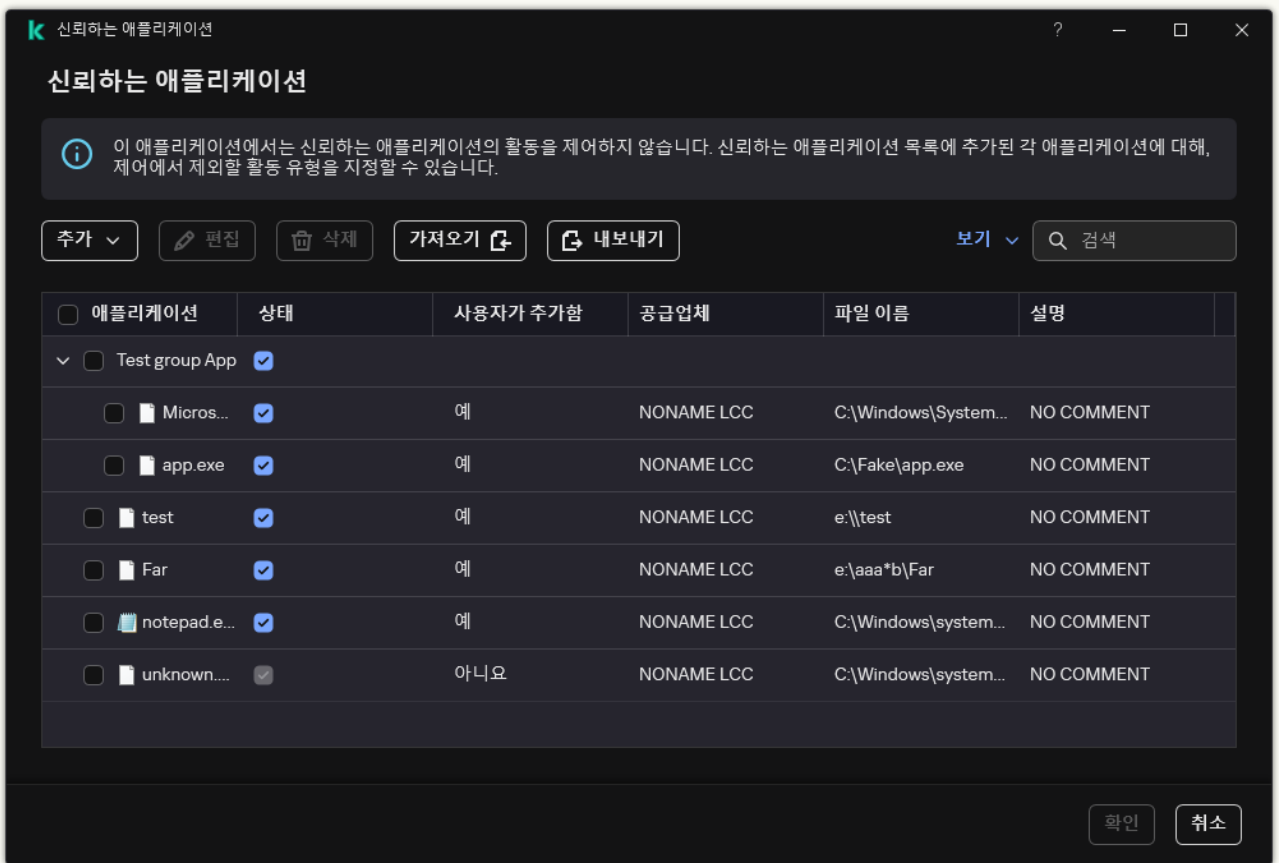 신뢰하는 애플리케이션
?
신뢰하는 애플리케이션
이 애플리케이션에서는 신뢰하는 애플리케이션의 활동을 제어하지 않습니다. 신뢰하는 애플리케이션 목록에 추가된 각 애플리케이션에 대해,
제어에서 제외할 활동 유형을 지정할 수 있습니다.
추가 편집 삭제 가져오기 내보내기 보기 검색
애플리케이션 상태 사용자가 추가함 공급업체 파일 이름 설명
Test group App
Micros... 예 NONAME LCC C:\Windows\System... NO COMMENT
app.exe 예 NONAME LCC C:\Fake\app.exe NO COMMENT
test 예 NONAME LCC e:\\test NO COMMENT
Far 예 NONAME LCC e:\aaa*b\Far NO COMMENT
notepad.e... 예 NONAME LCC C:\Windows\system... NO COMMENT
unknown.... 아니요 NONAME LCC C:\Windows\system... NO COMMENT
확인 취소